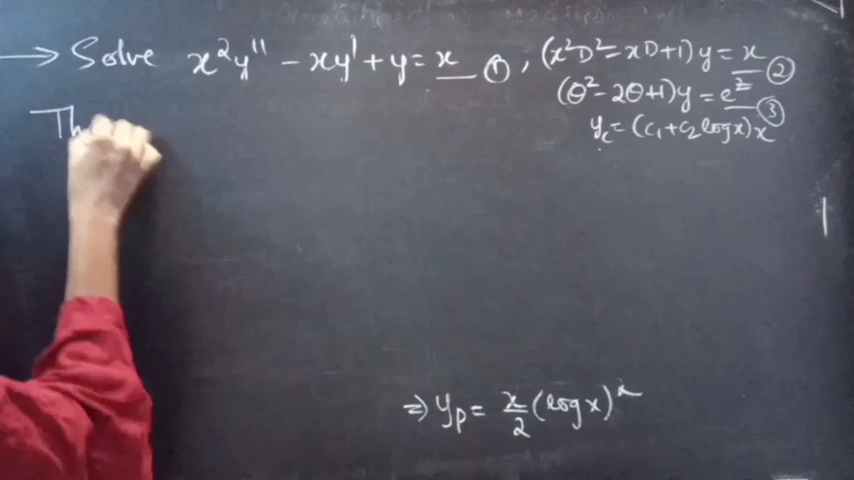 → Solve x²y'' - xy' + y = x — ①, (x²D² - xD + 1)y = x — ②
(θ² - 2θ + 1)y = e^z — ③
y_c = (c₁ + c₂ log x)x
Th
⇒ y_p = x/2 (log x)²